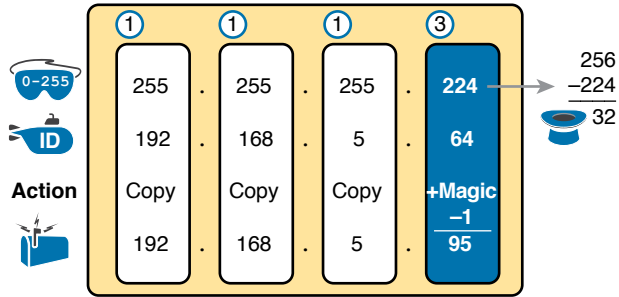 1 1 1 3
0-255 255 . 255 . 255 . 224 256
–224
32
ID 192 . 168 . 5 . 64
Action Copy Copy Copy +Magic
–1
192 . 168 . 5 . 95